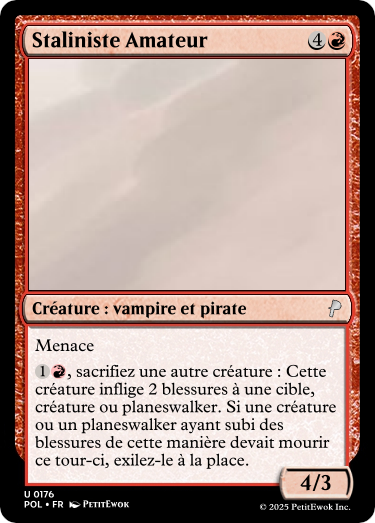 Staliniste Amateur 4
Créature : vampire et pirate
Menace
1, sacrifiez une autre créature : Cette
créature inflige 2 blessures à une cible,
créature ou planeswalker. Si une créature
ou un planeswalker ayant subi des
blessures de cette manière devait mourir
ce tour-ci, exilez-le à la place.
4/3
U 0176
POL • FR PETITEWOK
© 2025 PetitEwok Inc.